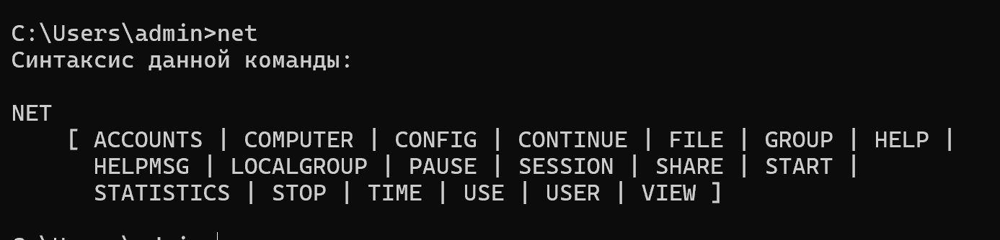 C:\Users\admin>net
Синтаксис данной команды:
NET
[ ACCOUNTS | COMPUTER | CONFIG | CONTINUE | FILE | GROUP | HELP |
HELPMSG | LOCALGROUP | PAUSE | SESSION | SHARE | START |
STATISTICS | STOP | TIME | USE | USER | VIEW ]